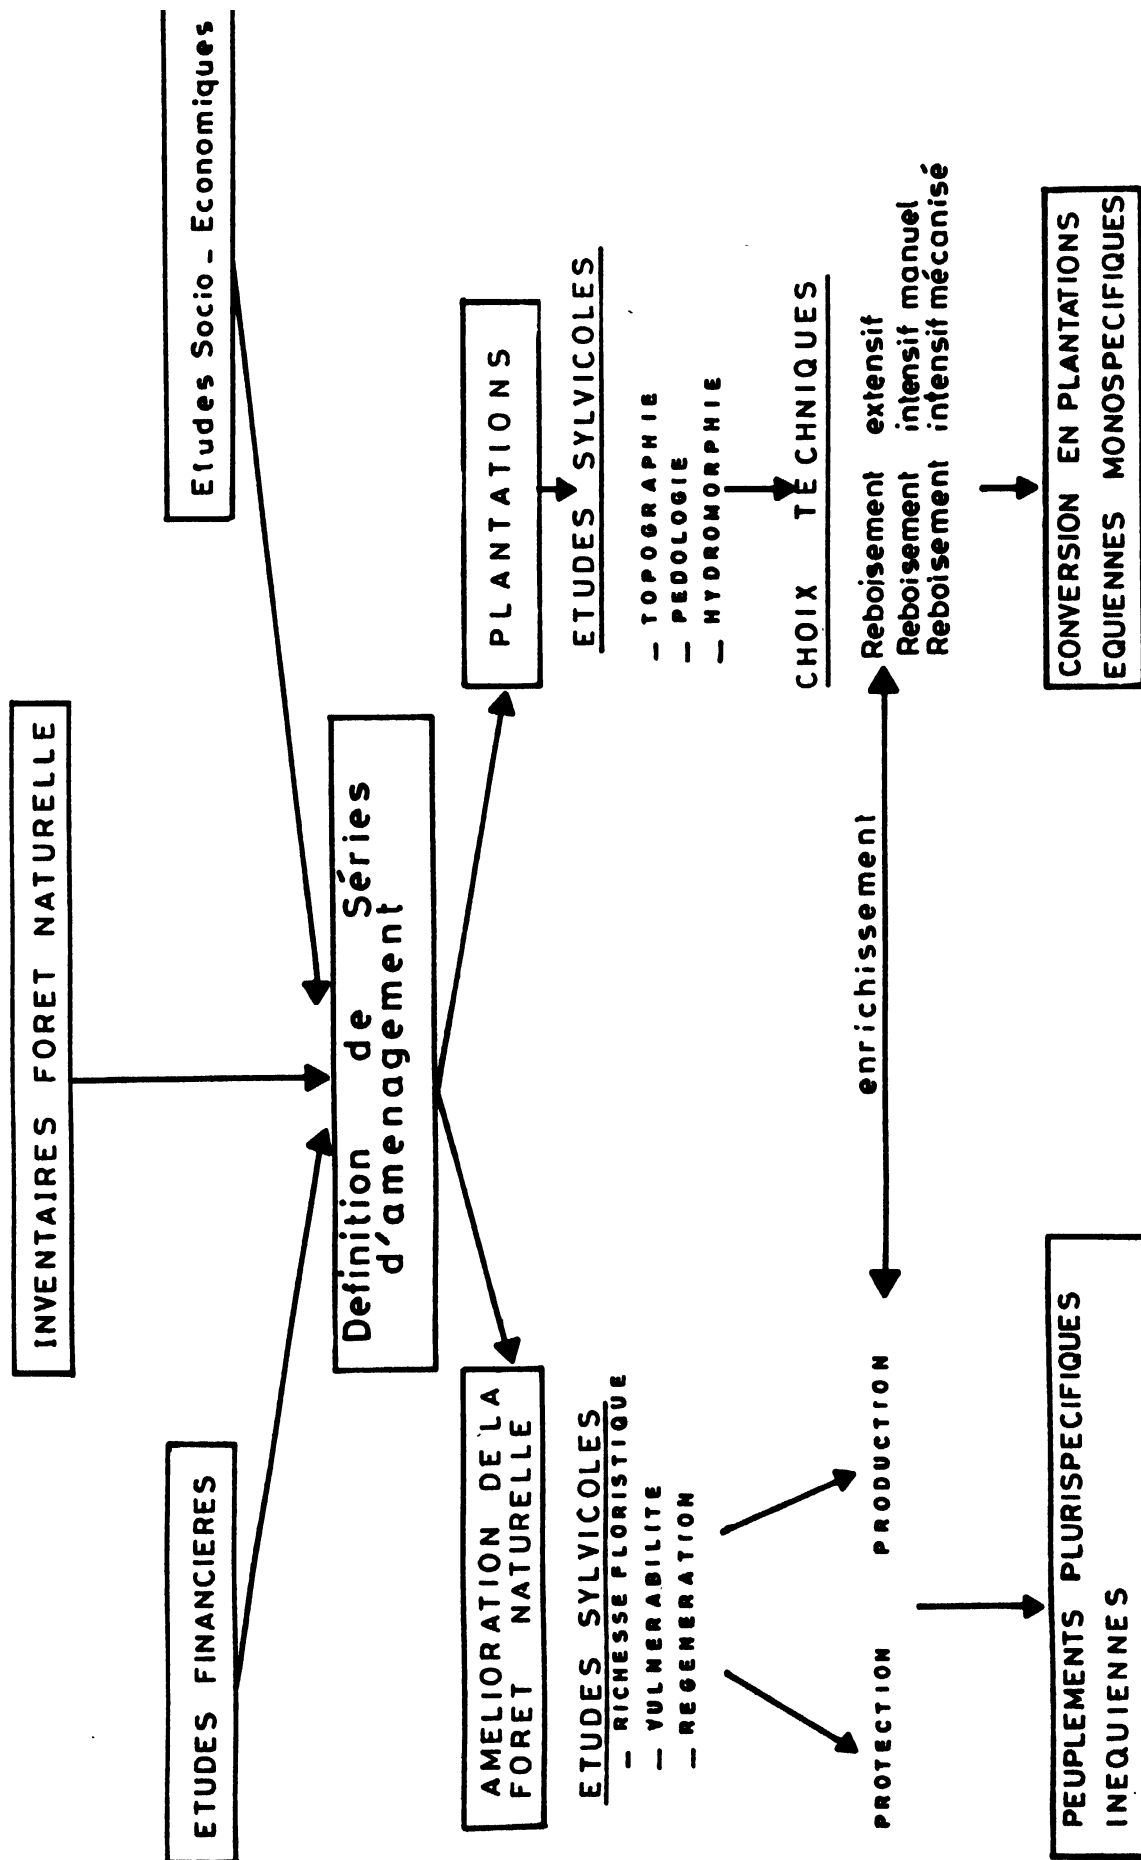 INVENTAIRES FORET NATURELLE
ETUDES FINANCIERES
Etudes Socio-Economiques
Definition de Séries
d'amenagement
AMELIORATION DE LA
FORET NATURELLE
ETUDES SYLVICOLES
— RICHESSE FLORISTIQUE
— VULNERABILITE
— REGENERATION
PROTECTION PRODUCTION
PEUPLEMENTS PLURISPECIFIQUES
INEQUIENNES
enrichissement
PLANTATIONS
ETUDES SYLVICOLES
— TOPOGRAPHIE
— PEDOLOGIE
— HYDROMORPHIE
CHOIX TECHNIQUES
Reboisement extensif
Reboisement intensif manuel
Reboisement intensif mécanisé
CONVERSION EN PLANTATIONS
EQUIENNES MONOSPECIFIQUES